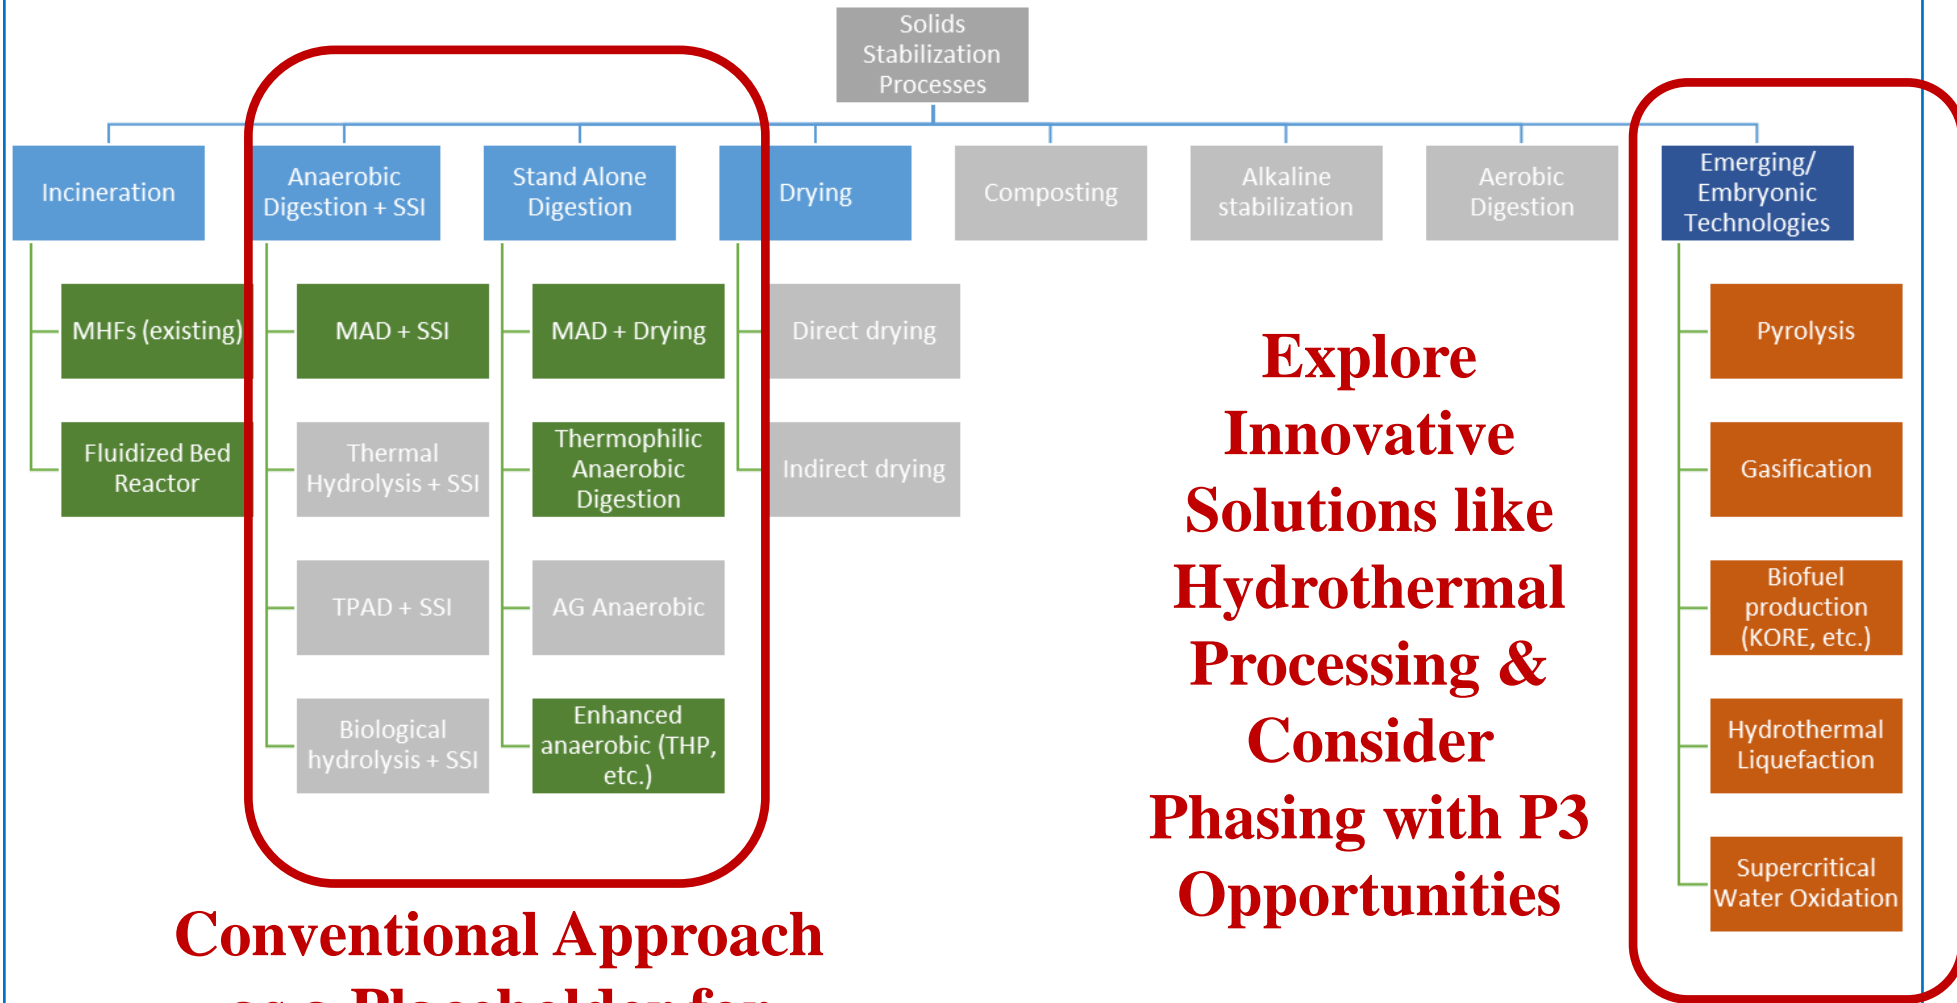 Solids
Stabilization
Processes
Incineration
Anaerobic
Digestion + SSI
Stand Alone
Digestion
Drying
Composting
Alkaline
stabilization
Aerobic
Digestion
Emerging/
Embryonic
Technologies
MHFs (existing)
Fluidized Bed
Reactor
MAD + SSI
Thermal
Hydrolysis + SSI
TPAD + SSI
Biological
hydrolysis + SSI
MAD + Drying
Thermophilic
Anaerobic
Digestion
AG Anaerobic
Enhanced
anaerobic (THP,
etc.)
Direct drying
Indirect drying
Pyrolysis
Gasification
Biofuel
production
(KORE, etc.)
Hydrothermal
Liquefaction
Supercritical
Water Oxidation
Explore
Innovative
Solutions like
Hydrothermal
Processing &
Consider
Phasing with P3
Opportunities
Conventional Approach
as a Placeholder for